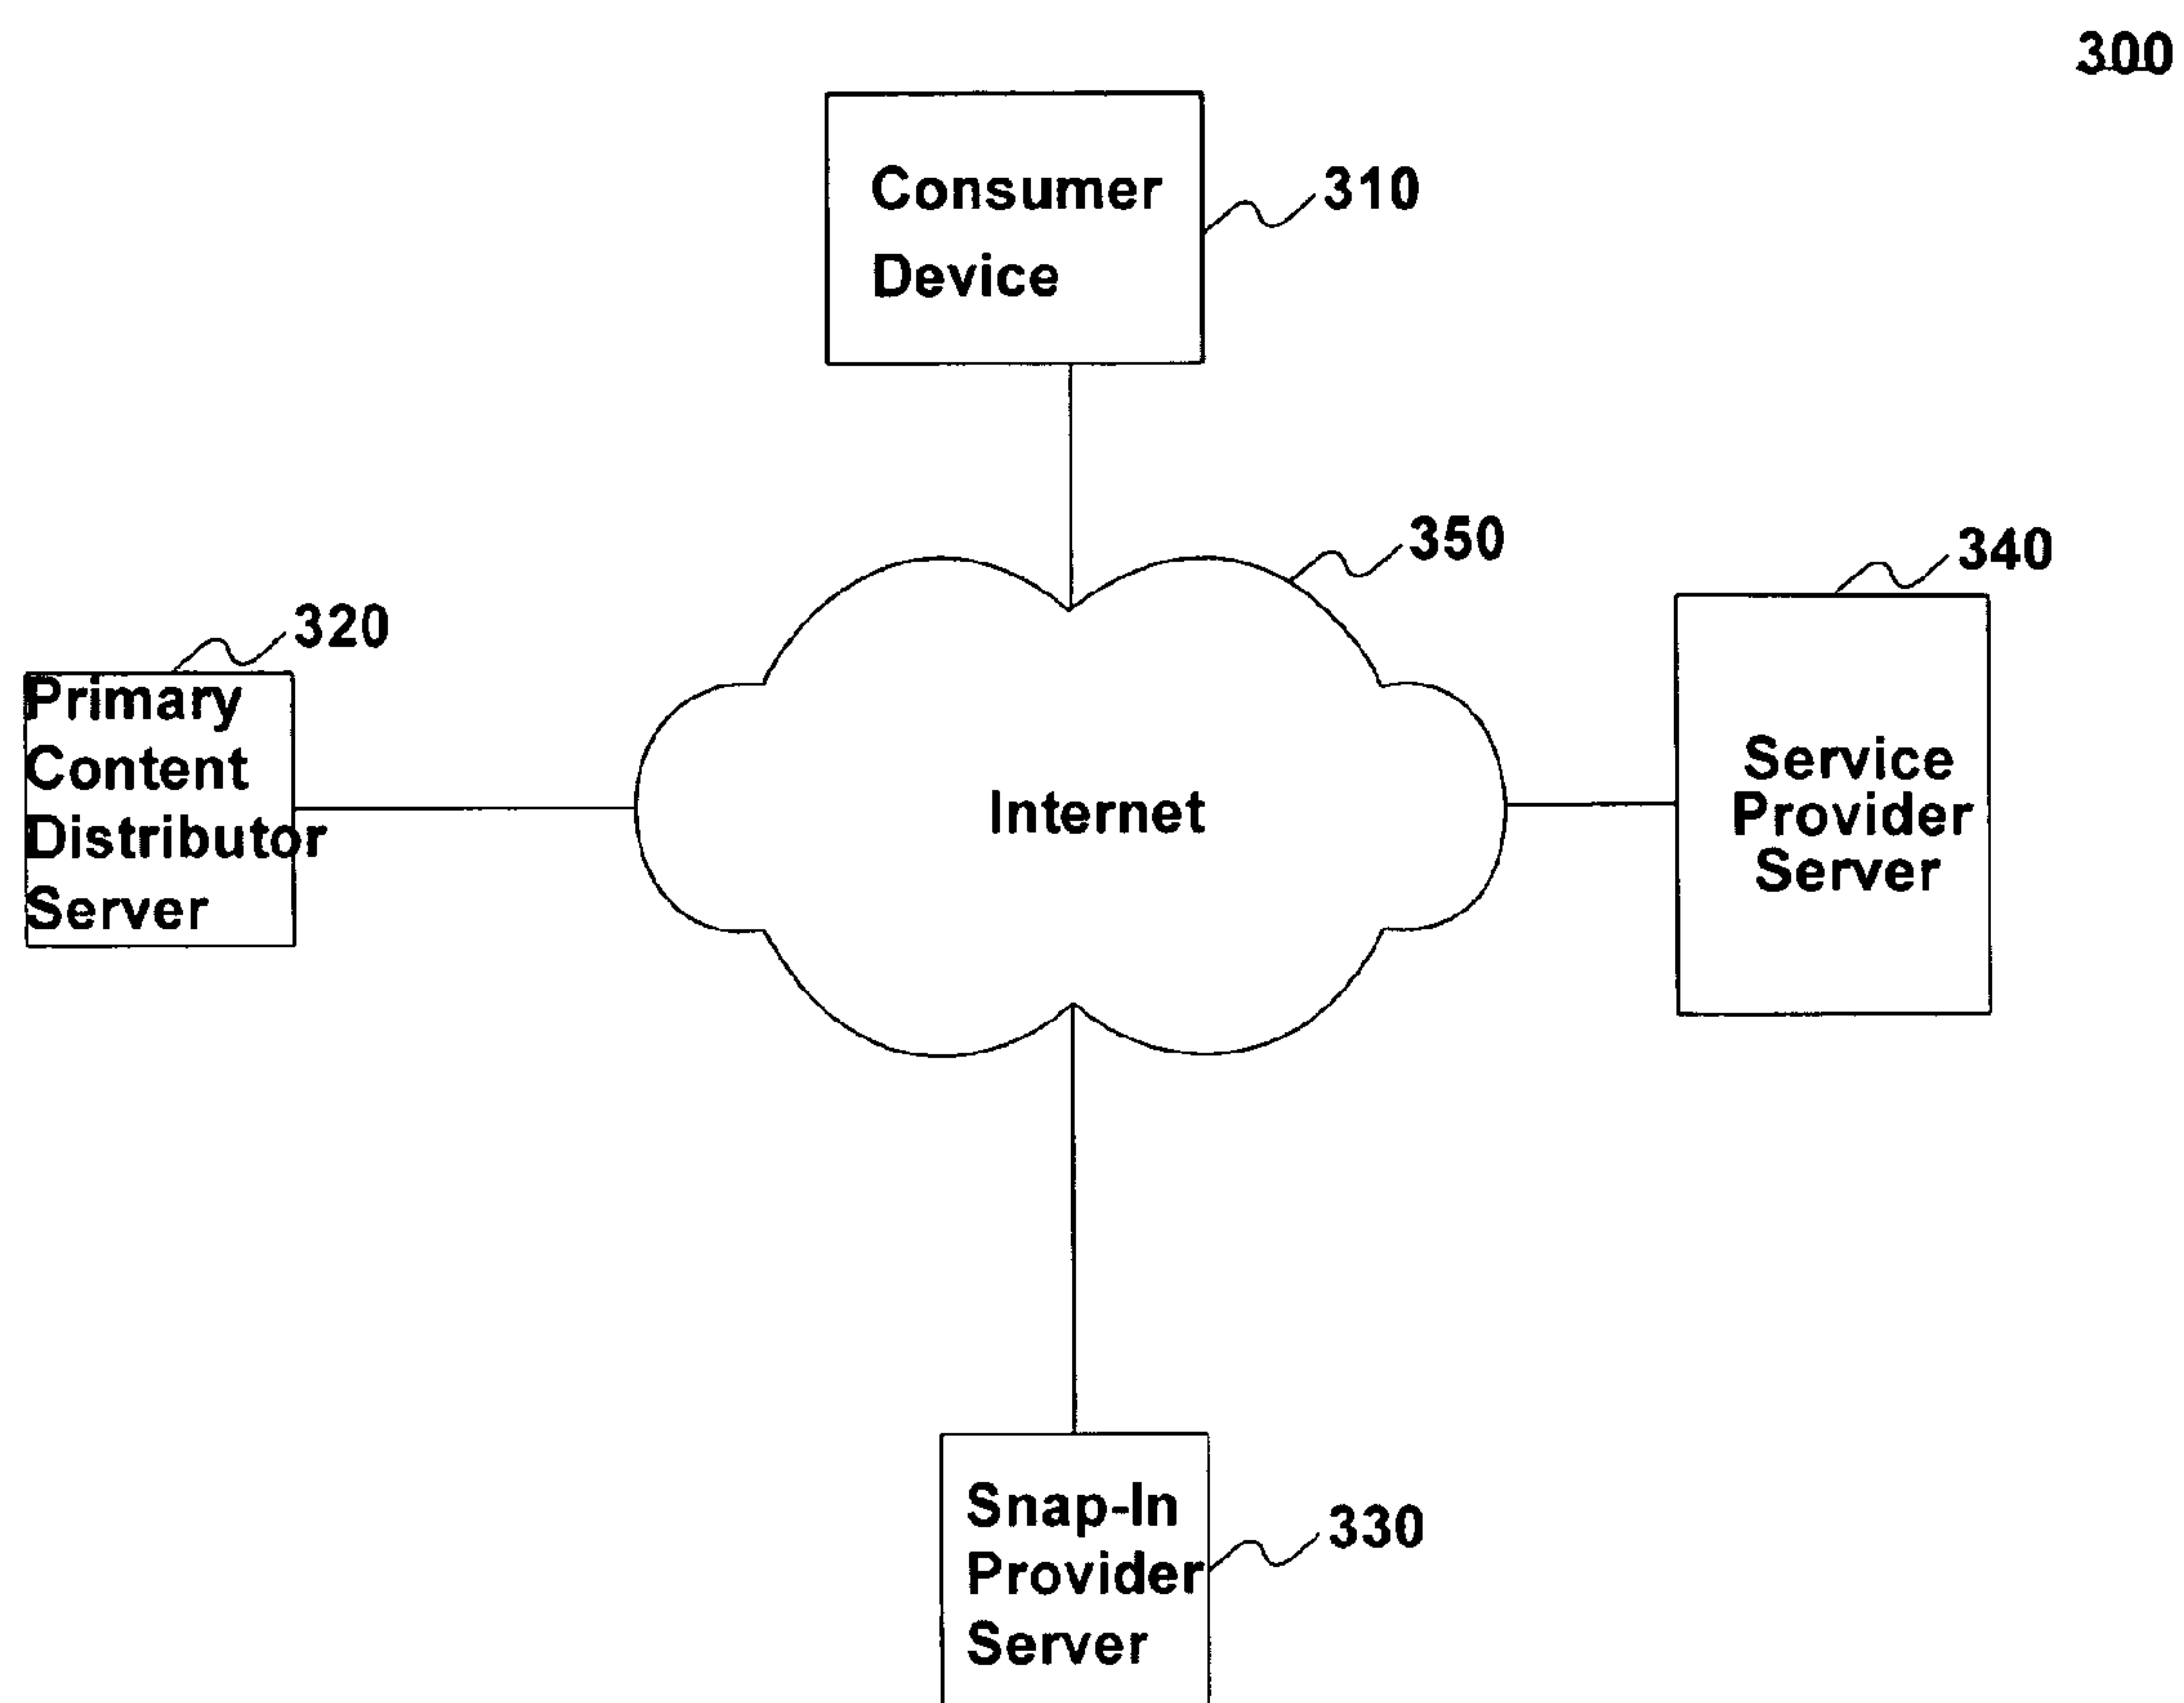 300
Consumer
Device
310
350
340
320
Primary
Content
Distributor
Server
Internet
Service
Provider
Server
Snap-In
Provider
Server
330